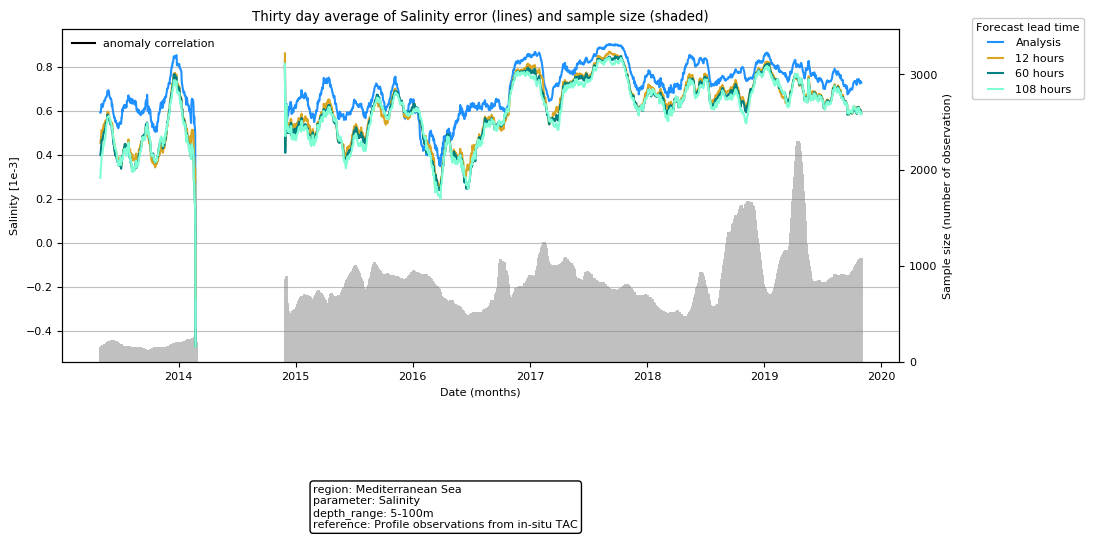 Thirty day average of Salinity error (lines) and sample size (shaded)
anomaly correlation
Forecast lead time
Analysis
12 hours
60 hours
108 hours
Salinity [1e-3]
0.8
0.6
0.4
0.2
0.0
−0.2
−0.4
3000
2000
1000
0
Sample size (number of observation)
2014 2015 2016 2017 2018 2019 2020
Date (months)
region: Mediterranean Sea
parameter: Salinity
depth_range: 5-100m
reference: Profile observations from in-situ TAC